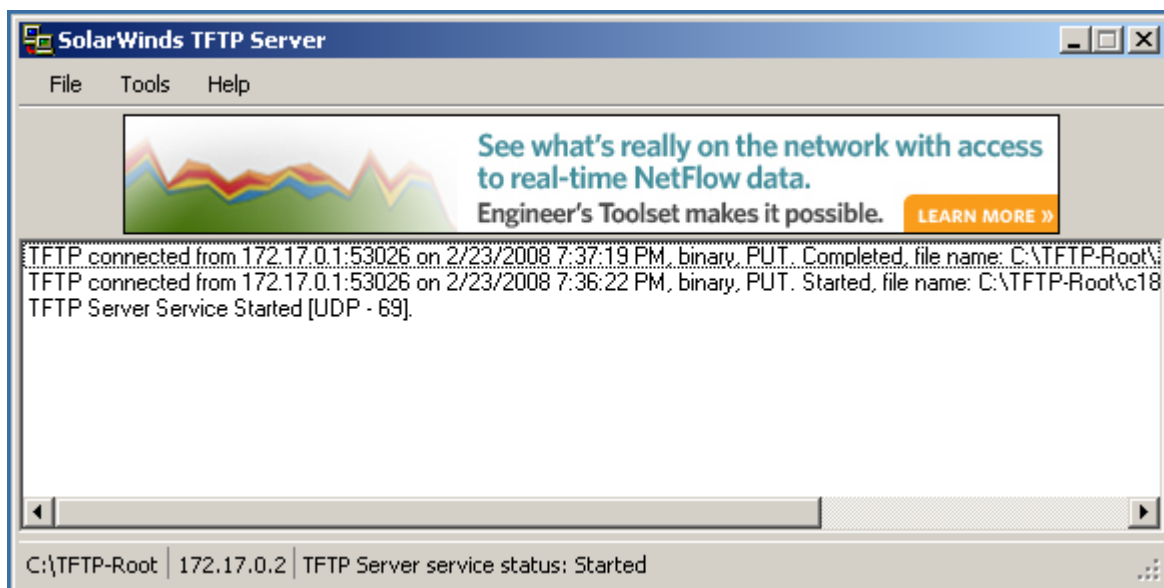 SolarWinds TFTP Server
File Tools Help
See what's really on the network with access
to real-time NetFlow data.
Engineer's Toolset makes it possible. LEARN MORE »
TFTP connected from 172.17.0.1:53026 on 2/23/2008 7:37:19 PM, binary, PUT. Completed, file name: C:\TFTP-Root\
TFTP connected from 172.17.0.1:53026 on 2/23/2008 7:36:22 PM, binary, PUT. Started, file name: C:\TFTP-Root\c18
TFTP Server Service Started [UDP - 69].
C:\TFTP-Root 172.17.0.2 TFTP Server service status: Started